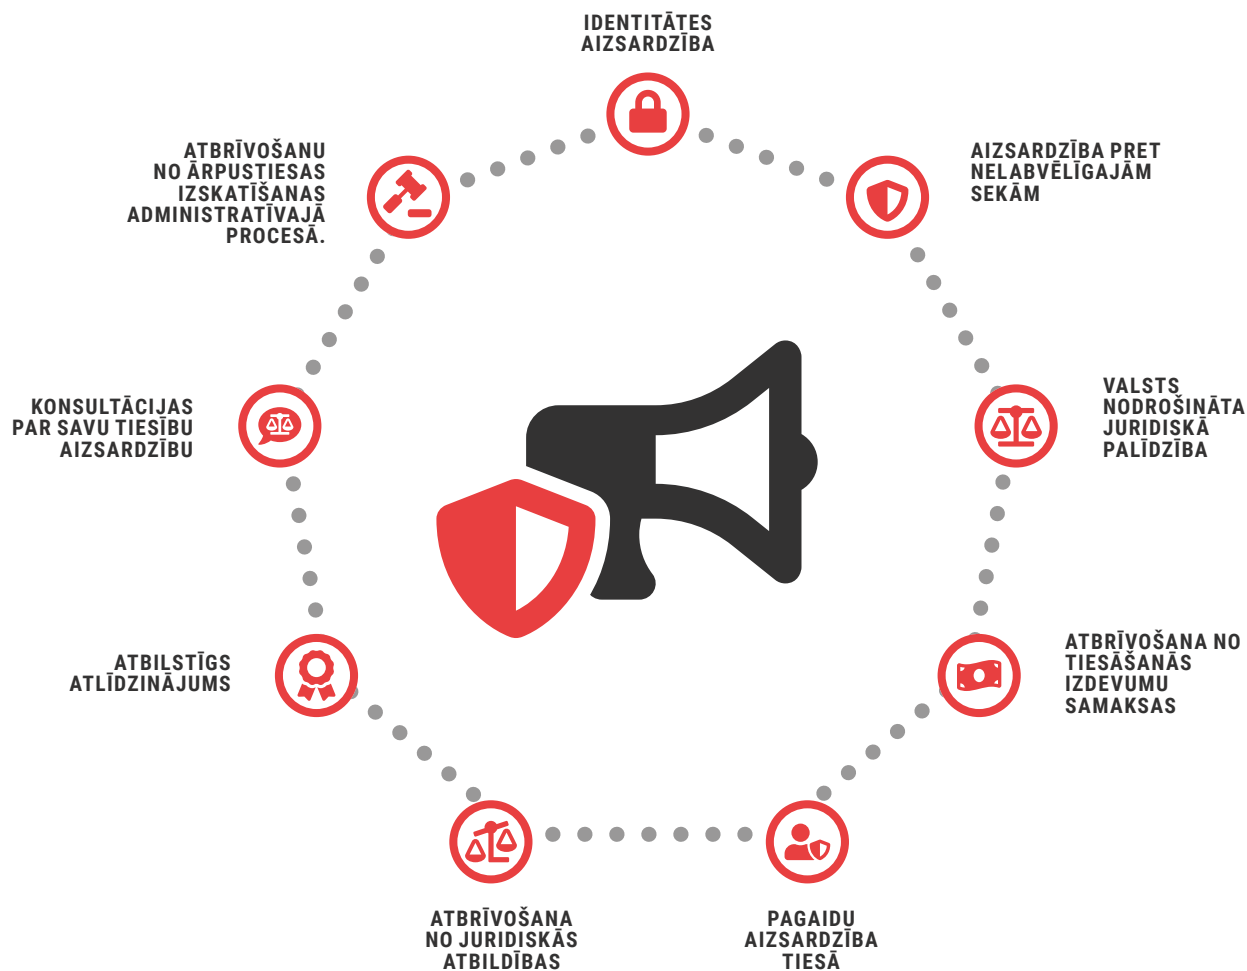 IDENTITĀTES
AIZSARDZĪBA
AIZSARDZĪBA PRET
NELABVĒLĪGAJĀM
SEKĀM
VALSTS
NODROŠINĀTA
JURIDISKĀ
PALĪDZĪBA
ATBRĪVOŠANA NO
TIESĀŠANĀS
IZDEVUMU
SAMAKSAS
PAGAIDU
AIZSARDZĪBA
TIESĀ
ATBRĪVOŠANA
NO JURIDISKĀS
ATBILDĪBAS
ATBILSTĪGS
ATLĪDZINĀJUMS
KONSULTĀCIJAS
PAR SAVU TIESĪBU
AIZSARDZĪBU
ATBRĪVOŠANU
NO ĀRPUSTIESAS
IZSKATĪŠANAS
ADMINISTRATĪVAJĀ
PROCESĀ.